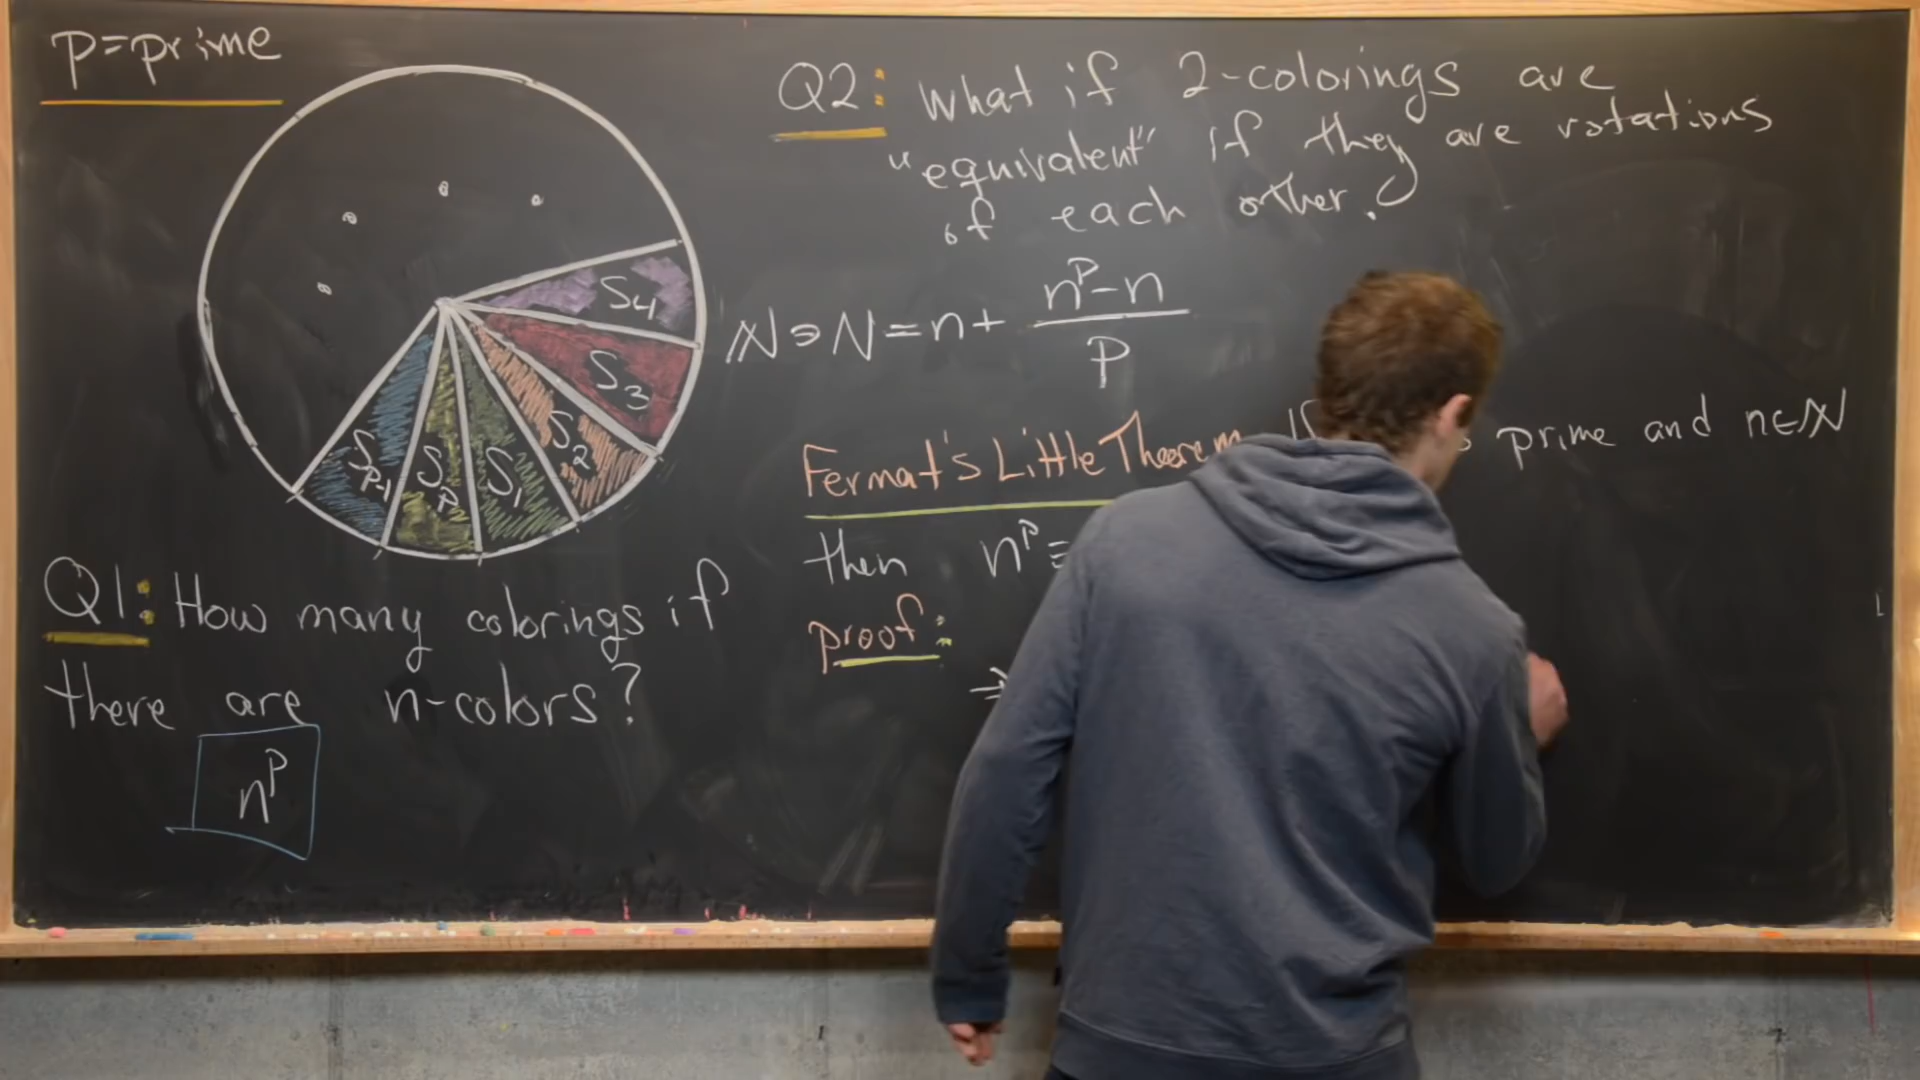 p=prime
S4
S3
S2
S1
Sp
Sp-1
Q1: How many colorings if
there are n-colors?
n^p
Q2: What if 2-colorings are
"equivalent" if they are rotations
of each other.
ℕ∋N=n+ (n^p-n)/p
Fermat's Little Theorem If prime and n∈ℕ
then n^p ≡
proof:
⇒